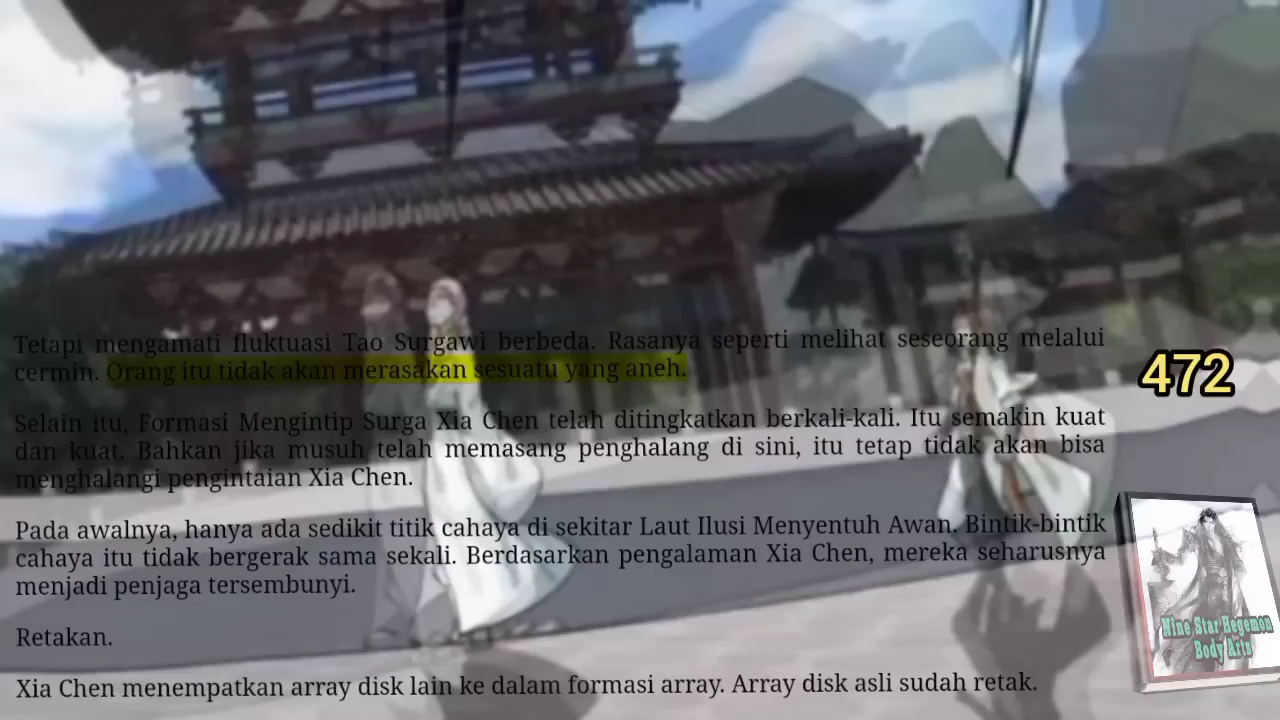 Tetapi mengamati fluktuasi Tao Surgawi berbeda. Rasanya seperti melihat seseorang melalui
cermin. Orang itu tidak akan merasakan sesuatu yang aneh.
Selain itu, Formasi Mengintip Surga Xia Chen telah ditingkatkan berkali-kali. Itu semakin kuat
dan kuat. Bahkan jika musuh telah memasang penghalang di sini, itu tetap tidak akan bisa
menghalangi pengintaian Xia Chen.
Pada awalnya, hanya ada sedikit titik cahaya di sekitar Laut Ilusi Menyentuh Awan. Bintik-bintik
cahaya itu tidak bergerak sama sekali. Berdasarkan pengalaman Xia Chen, mereka seharusnya
menjadi penjaga tersembunyi.
Retakan.
Xia Chen menempatkan array disk lain ke dalam formasi array. Array disk asli sudah retak.
472
Nine Star Hegemon
Body Arts